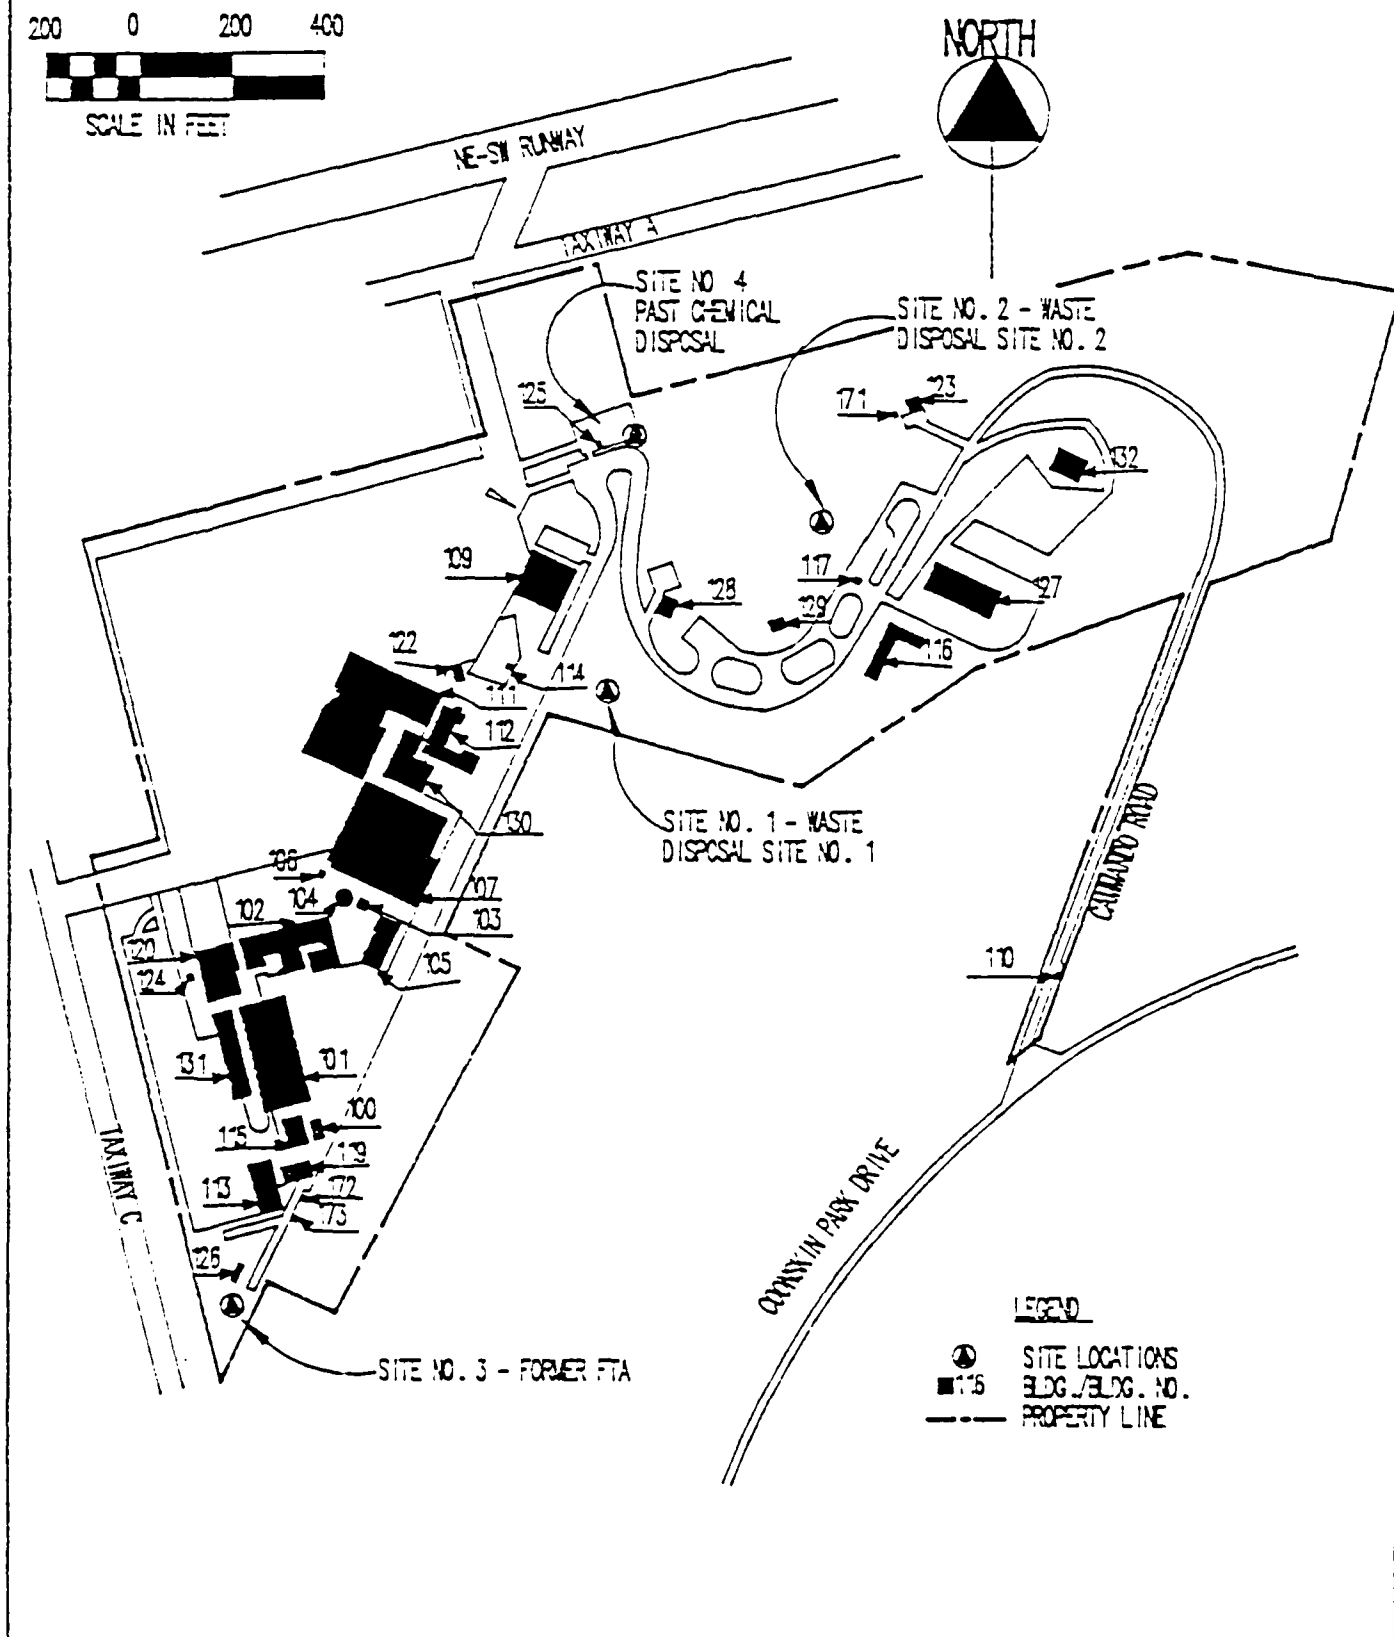 200 0 200 400
SCALE IN FEET
NORTH
NE-SW RUNWAY
TAXIWAY A
SITE NO 4
PAST CHEMICAL
DISPOSAL
SITE NO. 2 - WASTE
DISPOSAL SITE NO. 2
125
171
123
132
109
117
127
128
129
116
122
114
111
112
130
SITE NO. 1 - WASTE
DISPOSAL SITE NO. 1
106
107
104
102
103
105
120
124
110
COMMANDO ROAD
131
101
100
115
119
113
172
173
TAXIWAY C
126
COONSKIN PARK DRIVE
SITE NO. 3 - FORMER FTA
LEGEND
SITE LOCATIONS
116 BLDG./BLDG. NO.
PROPERTY LINE